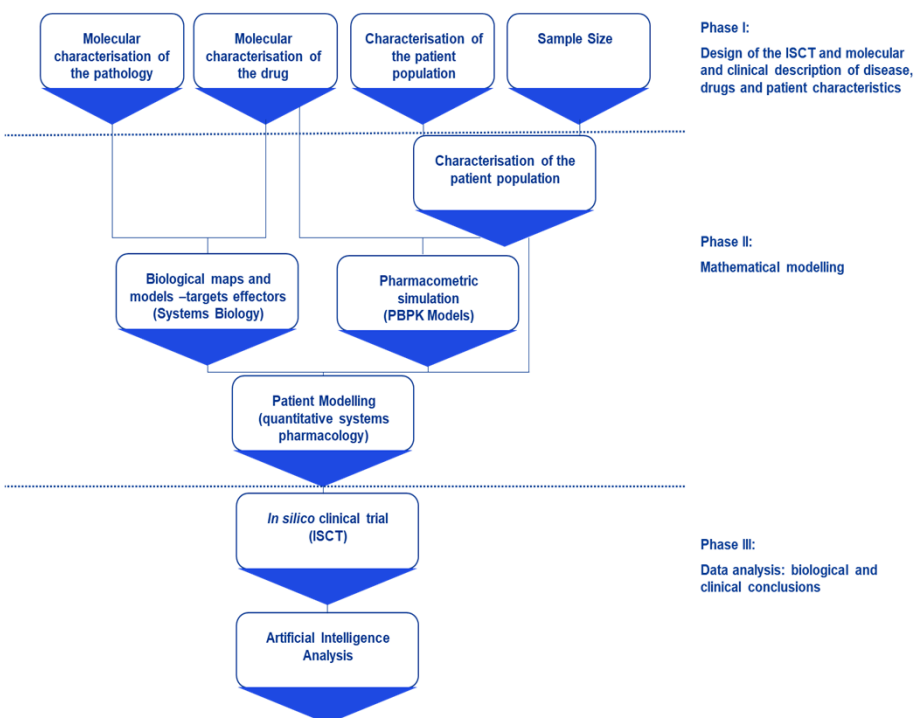 Molecular
characterisation of
the pathology
Molecular
characterisation of
the drug
Characterisation of
the patient
population
Sample Size
Phase I:
Design of the ISCT and molecular
and clinical description of disease,
drugs and patient characteristics
Characterisation of the
patient population
Phase II:
Mathematical modelling
Biological maps and
models –targets effectors
(Systems Biology)
Pharmacometric
simulation
(PBPK Models)
Patient Modelling
(quantitative systems
pharmacology)
In silico clinical trial
(ISCT)
Phase III:
Data analysis: biological and
clinical conclusions
Artificial Intelligence
Analysis